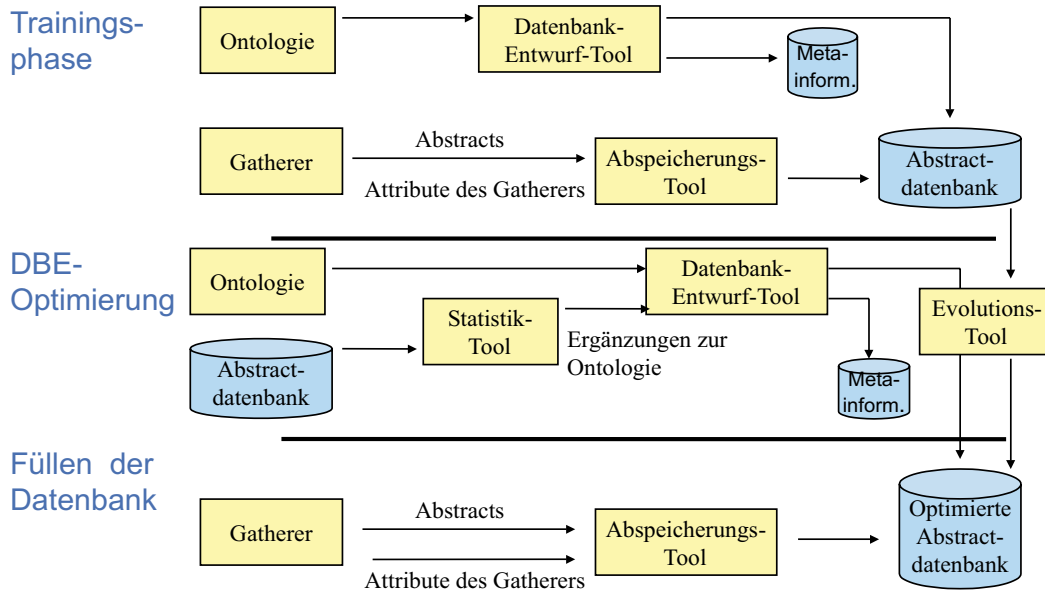 Trainings-
phase
Ontologie
Datenbank-
Entwurf-Tool
Meta-
inform.
Gatherer
Abstracts
Attribute des Gatherers
Abspeicherungs-
Tool
Abstract-
datenbank
DBE-
Optimierung
Ontologie
Datenbank-
Entwurf-Tool
Statistik-
Tool
Ergänzungen zur
Ontologie
Evolutions-
Tool
Abstract-
datenbank
Meta-
inform.
Füllen der
Datenbank
Gatherer
Abstracts
Attribute des Gatherers
Abspeicherungs-
Tool
Optimierte
Abstract-
datenbank